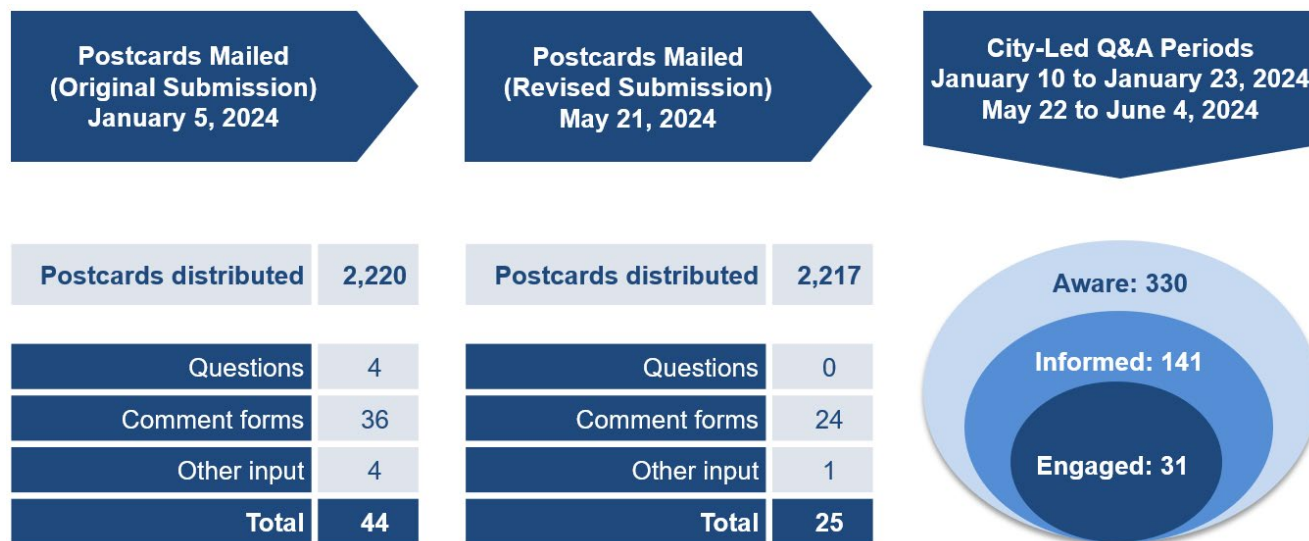 Postcards Mailed
(Original Submission)
January 5, 2024
Postcards Mailed
(Revised Submission)
May 21, 2024
City-Led Q&A Periods
January 10 to January 23, 2024
May 22 to June 4, 2024
Postcards distributed 2,220
Questions 4
Comment forms 36
Other input 4
Total 44
Postcards distributed 2,217
Questions 0
Comment forms 24
Other input 1
Total 25
Aware: 330
Informed: 141
Engaged: 31